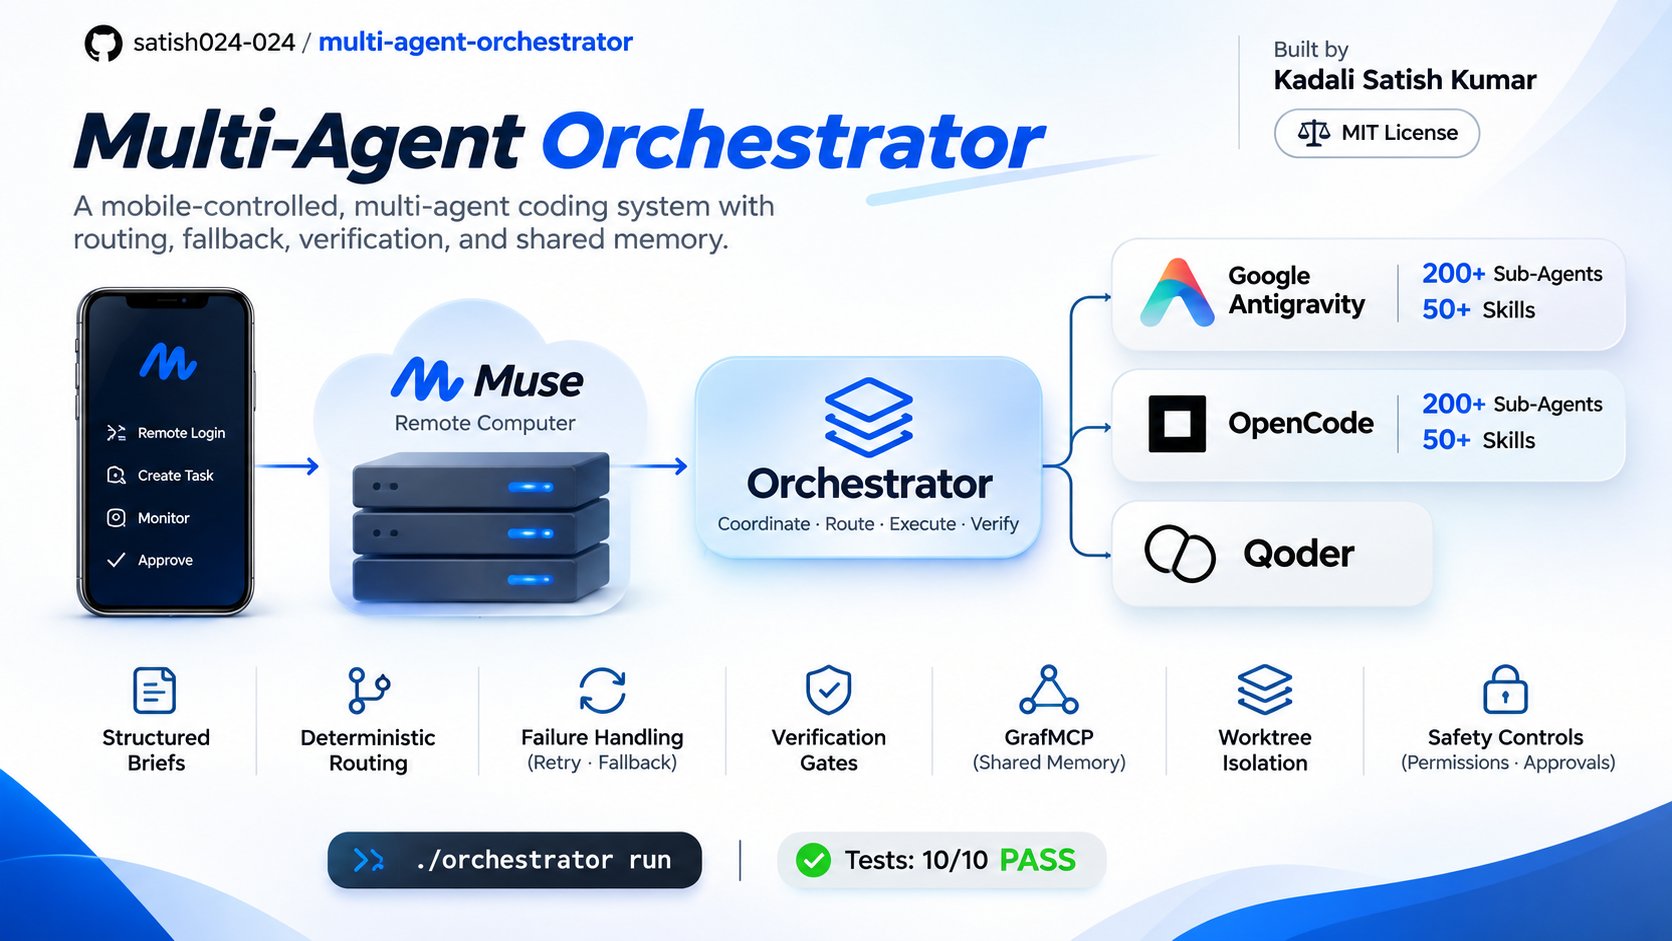 satish024-024 / multi-agent-orchestrator
Built by
Kadali Satish Kumar
MIT License
Multi-Agent Orchestrator
A mobile-controlled, multi-agent coding system with
routing, fallback, verification, and shared memory.
Remote Login
Create Task
Monitor
Approve
Muse
Remote Computer
Orchestrator
Coordinate · Route · Execute · Verify
Google
Antigravity
200+ Sub-Agents
50+ Skills
OpenCode
200+ Sub-Agents
50+ Skills
Qoder
Structured
Briefs
Deterministic
Routing
Failure Handling
(Retry · Fallback)
Verification
Gates
GrafMCP
(Shared Memory)
Worktree
Isolation
Safety Controls
(Permissions · Approvals)
./orchestrator run
Tests: 10/10 PASS